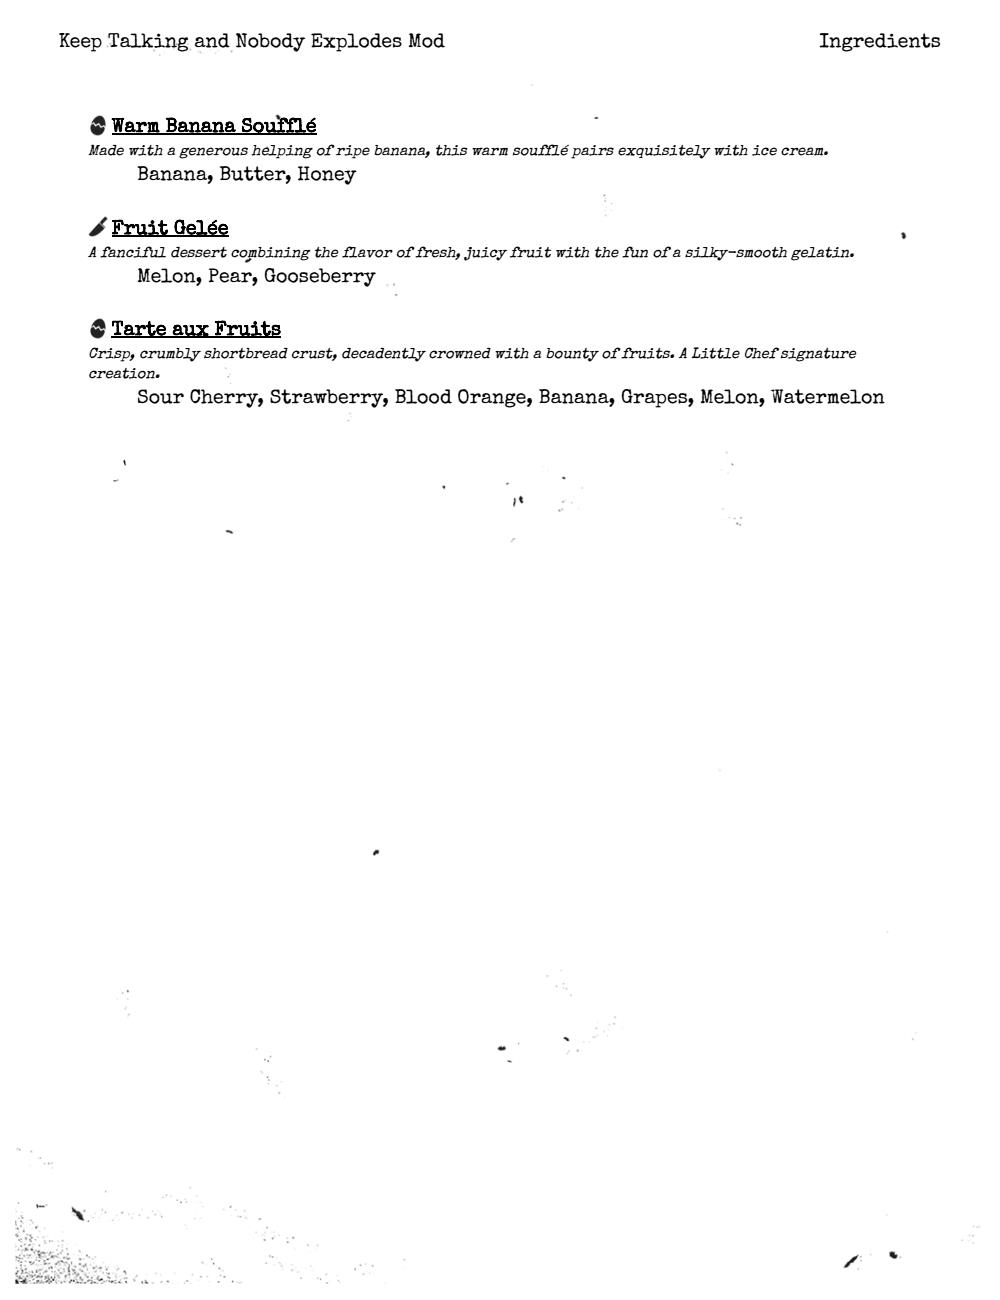 Keep Talking and Nobody Explodes Mod
Ingredients
Warm Banana Soufflé
Made with a generous helping of ripe banana, this warm soufflé pairs exquisitely with ice cream.
Banana, Butter, Honey
Fruit Gelée
A fanciful dessert combining the flavor of fresh, juicy fruit with the fun of a silky-smooth gelatin.
Melon, Pear, Gooseberry
Tarte aux Fruits
Crisp, crumbly shortbread crust, decadently crowned with a bounty of fruits. A Little Chef signature
creation.
Sour Cherry, Strawberry, Blood Orange, Banana, Grapes, Melon, Watermelon